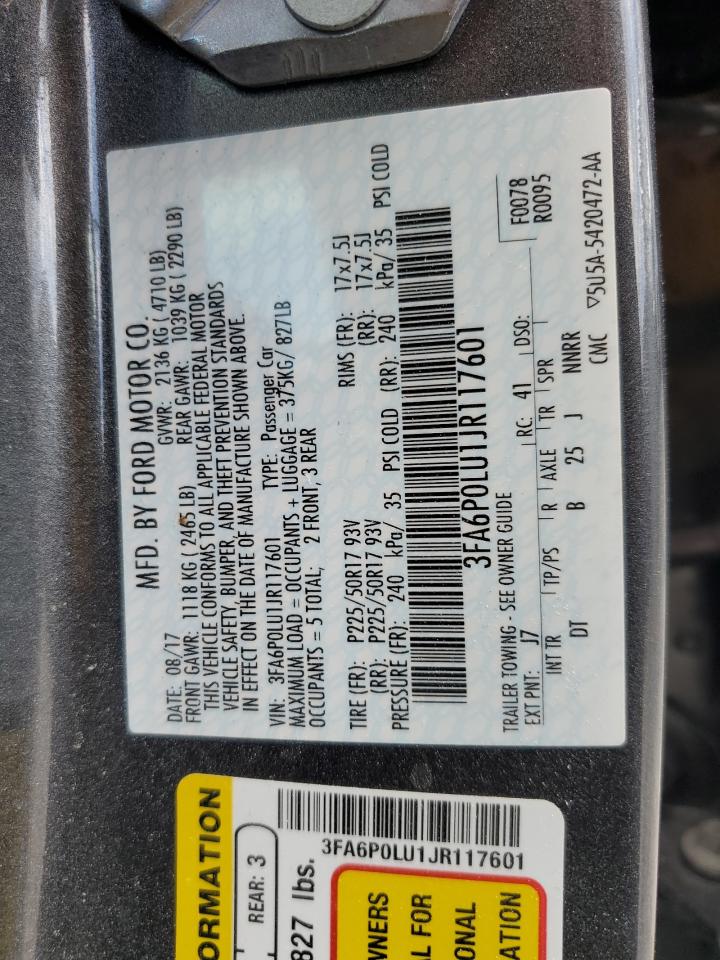 MFD. BY FORD MOTOR CO.
DATE: 08/17 GVWR: 2136 KG ( 4710 LB)
FRONT GAWR: 1118 KG ( 2465 LB) REAR GAWR: 1039 KG ( 2290 LB)
THIS VEHICLE CONFORMS TO ALL APPLICABLE FEDERAL MOTOR
VEHICLE SAFETY, BUMPER, AND THEFT PREVENTION STANDARDS
IN EFFECT ON THE DATE OF MANUFACTURE SHOWN ABOVE.
VIN: 3FA6P0LU1JR117601 TYPE: Passenger Car
MAXIMUM LOAD = OCCUPANTS + LUGGAGE = 375KG/ 827LB
OCCUPANTS = 5 TOTAL; 2 FRONT, 3 REAR
TIRE (FR): P225/50R17 93V RIMS (FR): 17x7.5J
(RR): P225/50R17 93V (RR): 17x7.5J
PRESSURE (FR): 240 kPa/ 35 PSI COLD (RR): 240 kPa/ 35 PSI COLD
3FA6P0LU1JR117601
TRAILER TOWING - SEE OWNER GUIDE F0078
EXT PNT: J7 RC: 41 DSO: R0095
INT TR TP/PS R AXLE TR SPR
DT B 25 J NNRR
CMC ▽5U5A-5420472-AA
ORMATION
REAR: 3
827 lbs.
3FA6P0LU1JR117601
WNERS
L FOR
ONAL
ATION